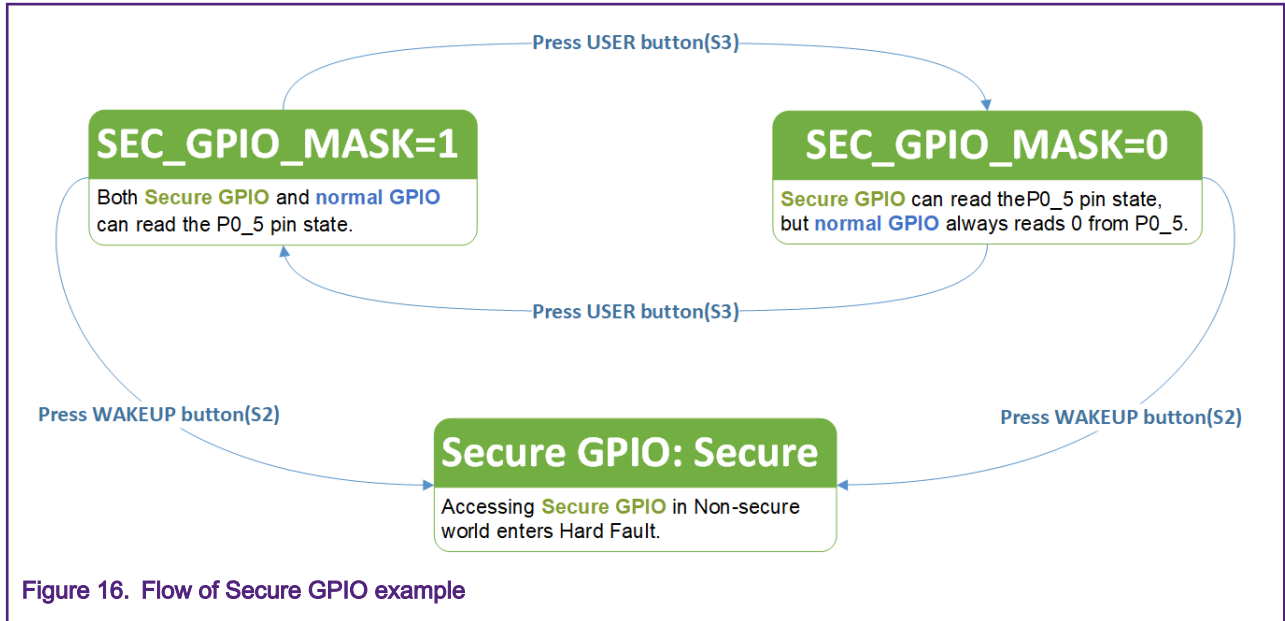 Press USER button(S3)
SEC_GPIO_MASK=1
Both Secure GPIO and normal GPIO
can read the P0_5 pin state.
SEC_GPIO_MASK=0
Secure GPIO can read theP0_5 pin state,
but normal GPIO always reads 0 from P0_5.
Press USER button(S3)
Press WAKEUP button(S2)
Press WAKEUP button(S2)
Secure GPIO: Secure
Accessing Secure GPIO in Non-secure
world enters Hard Fault.
Figure 16. Flow of Secure GPIO example